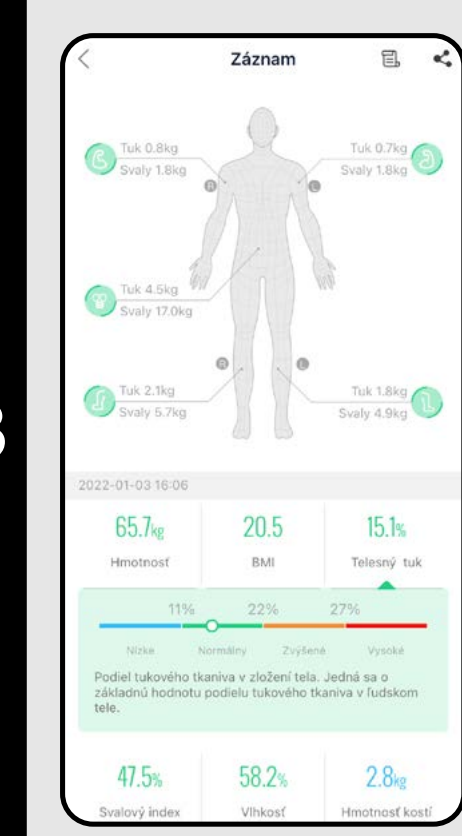 Záznam
Tuk 0.8kg
Svaly 1.8kg
Tuk 0.7kg
Svaly 1.8kg
R
L
Tuk 4.5kg
Svaly 17.0kg
R
L
Tuk 2.1kg
Svaly 5.7kg
Tuk 1.8kg
Svaly 4.9kg
2022-01-03 16:06
65.7kg
20.5
15.1%
Hmotnosť
BMI
Telesný tuk
11%
22%
27%
Nízke
Normálny
Zvýšené
Vysoké
Podiel tukového tkaniva v zložení tela. Jedná sa o
základnú hodnotu podielu tukového tkaniva v ľudskom
tele.
47.5%
58.2%
2.8kg
Svalový index
Vlhkosť
Hmotnosť kostí